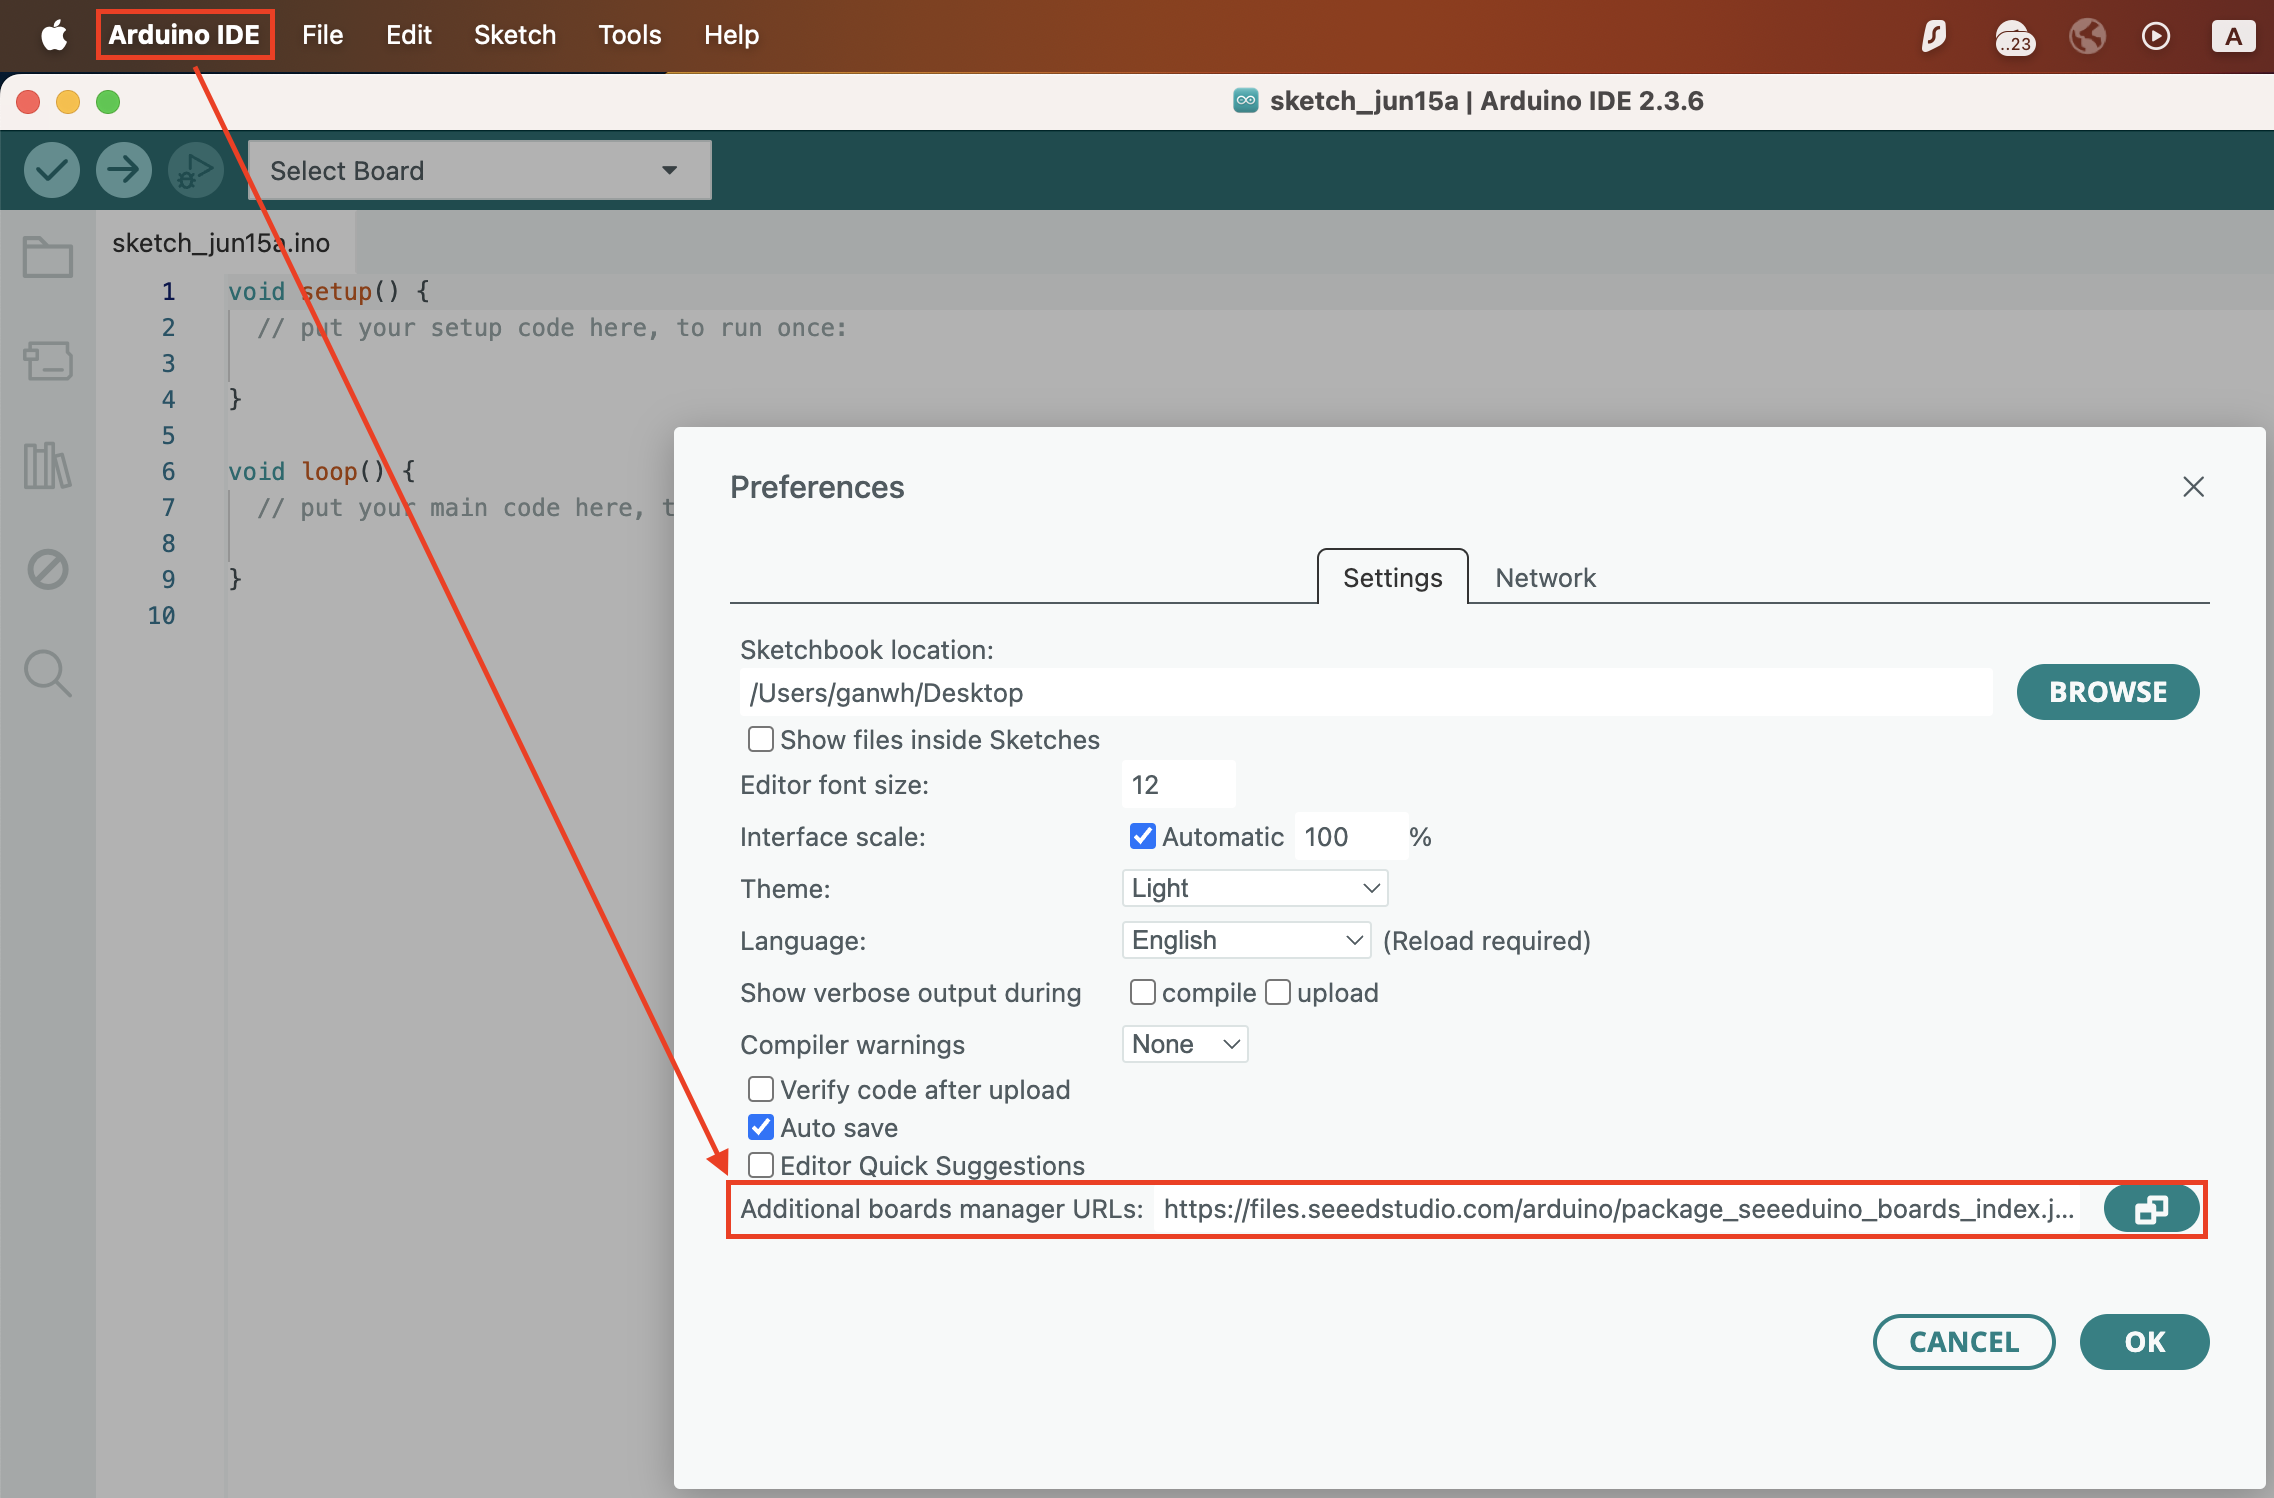 Arduino IDE File Edit Sketch Tools Help ..23 A
sketch_jun15a | Arduino IDE 2.3.6
Select Board
sketch_jun15a.ino
1 void setup() {
2 // put your setup code here, to run once:
3
4 }
5
6 void loop() {
7 // put your main code here, t
8
9 }
10
Preferences
Settings Network
Sketchbook location:
/Users/ganwh/Desktop BROWSE
Show files inside Sketches
Editor font size: 12
Interface scale: Automatic 100 %
Theme: Light
Language: English (Reload required)
Show verbose output during compile upload
Compiler warnings None
Verify code after upload
Auto save
Editor Quick Suggestions
Additional boards manager URLs: https://files.seeedstudio.com/arduino/package_seeeduino_boards_index.j...
CANCEL OK